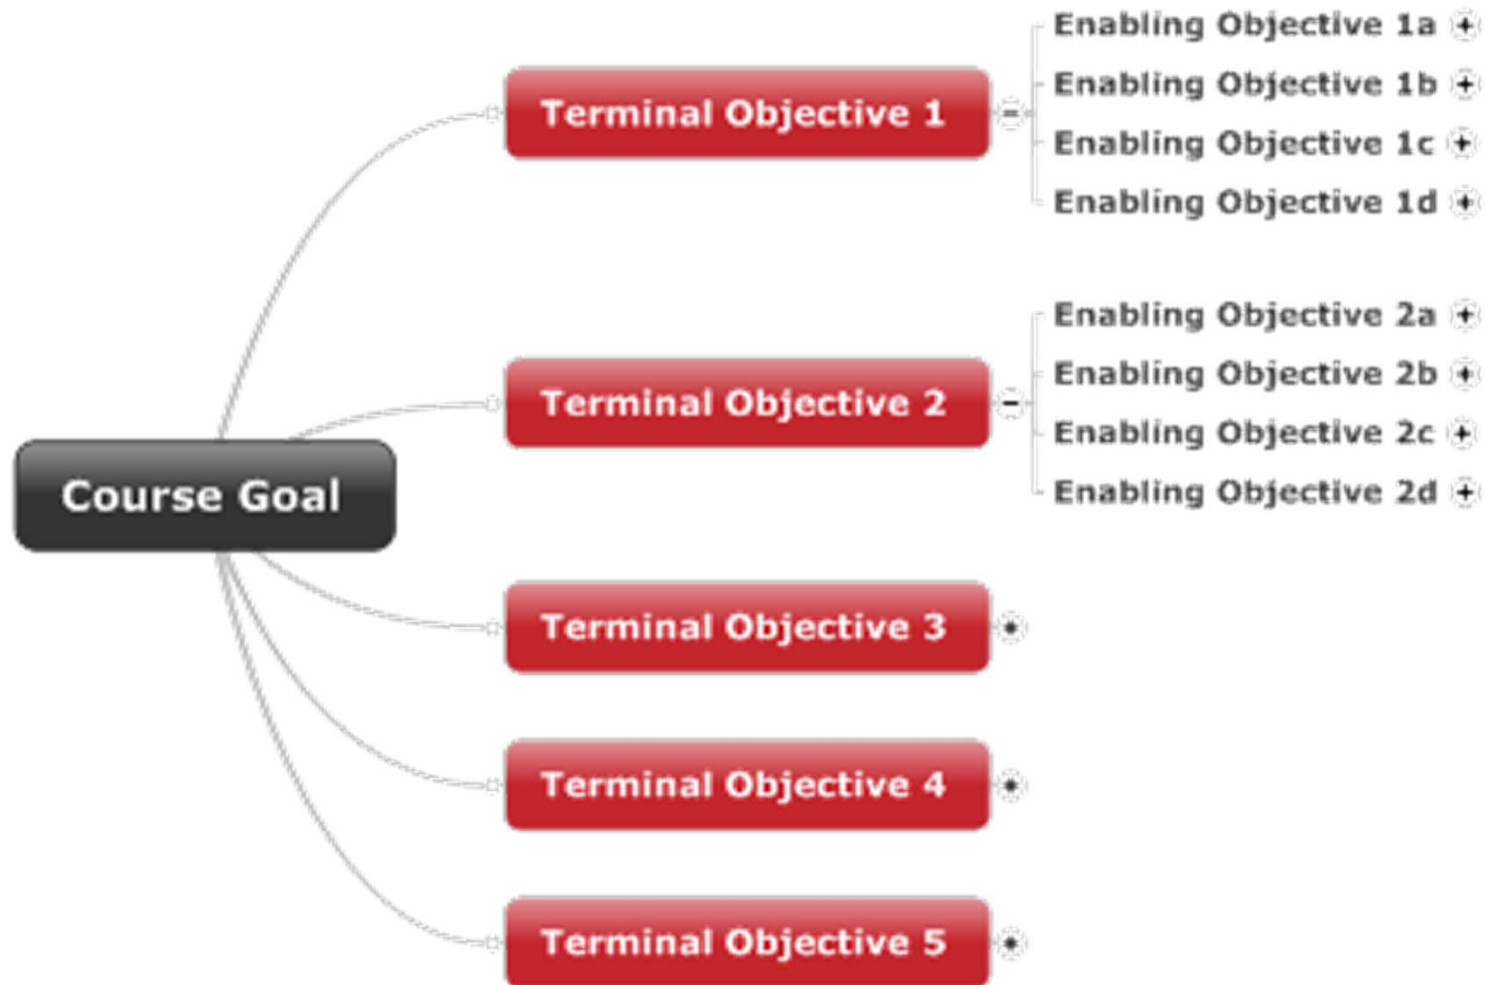 Course Goal
Terminal Objective 1
Enabling Objective 1a
Enabling Objective 1b
Enabling Objective 1c
Enabling Objective 1d
Terminal Objective 2
Enabling Objective 2a
Enabling Objective 2b
Enabling Objective 2c
Enabling Objective 2d
Terminal Objective 3
Terminal Objective 4
Terminal Objective 5